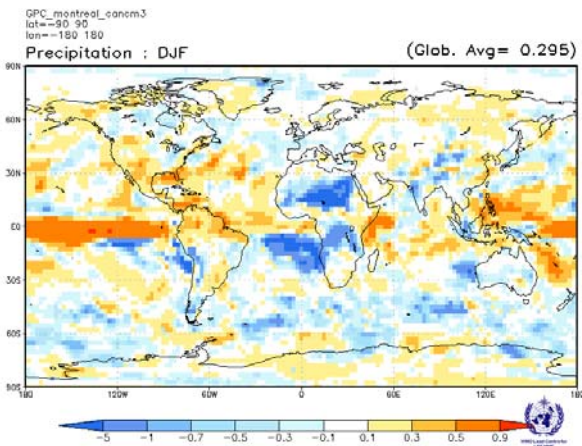 GPC_montreal_cancm3
lat=-90 90
lon=-180 180
Precipitation : DJF (Glob. Avg= 0.295)
90N
60N
30N
EQ
30S
60S
90S
180 120W 60W 0 60E 120E 180
-5 -1 -0.7 -0.5 -0.3 -0.1 0.1 0.3 0.5 0.9